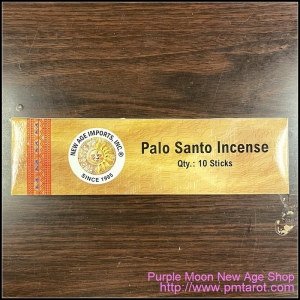 NEW AGE IMPORTS, INC.®
SINCE 1995
Palo Santo Incense
Qty.: 10 Sticks
Purple Moon New Age Shop
http://www.pmtarot.com